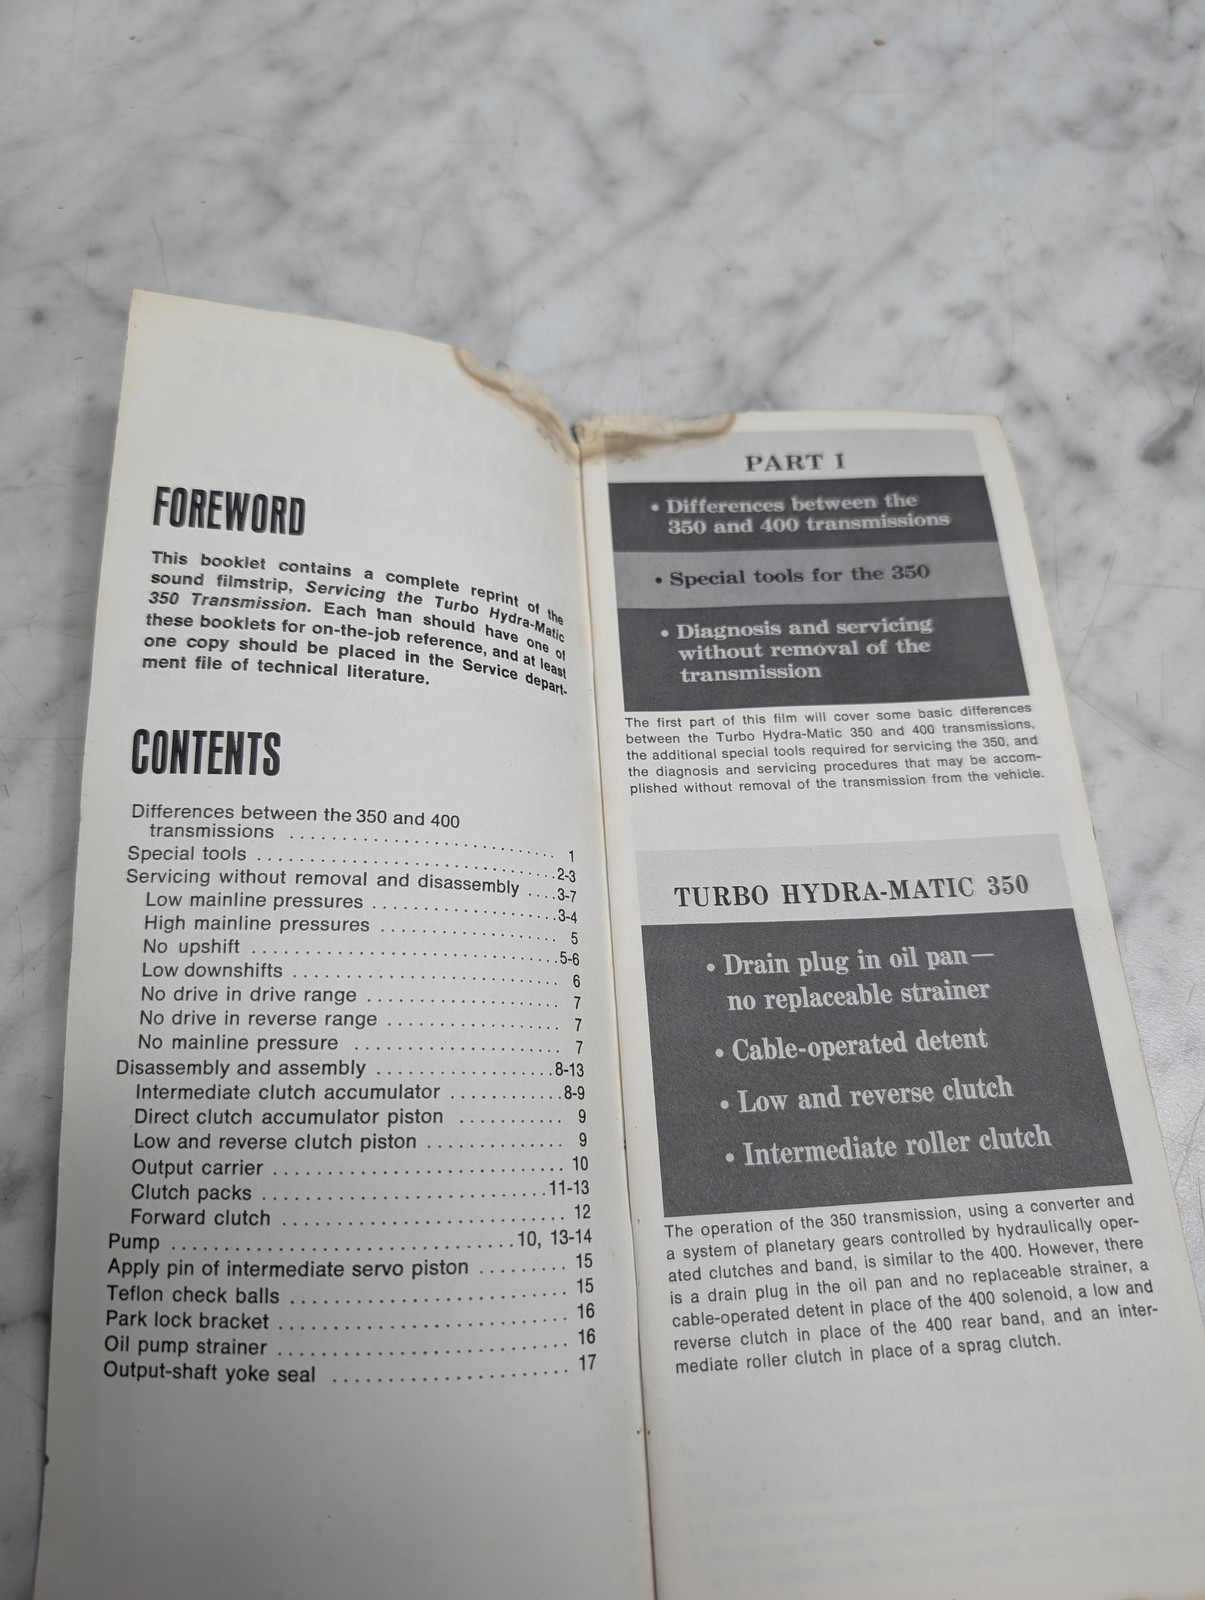 FOREWORD
This booklet contains a complete reprint of the
sound filmstrip, Servicing the Turbo Hydra-Matic
350 Transmission. Each man should have one of
these booklets for on-the-job reference, and at least
one copy should be placed in the Service depart-
ment file of technical literature.
CONTENTS
Differences between the 350 and 400
transmissions .......................... 1
Special tools .......................... 2-3
Servicing without removal and disassembly .... 3-7
Low mainline pressures .................. 3-4
High mainline pressures .................. 5
No upshift .......................... 5-6
Low downshifts .......................... 6
No drive in drive range .................. 7
No drive in reverse range .................. 7
No mainline pressure .................. 7
Disassembly and assembly .................. 8-13
Intermediate clutch accumulator ............ 8-9
Direct clutch accumulator piston ........... 9
Low and reverse clutch piston .............. 9
Output carrier .......................... 10
Clutch packs .......................... 11-13
Forward clutch .......................... 12
Pump .............................. 10, 13-14
Apply pin of intermediate servo piston ......... 15
Teflon check balls .......................... 15
Park lock bracket .......................... 16
Oil pump strainer .......................... 16
Output-shaft yoke seal ...................... 17
PART I
• Differences between the
350 and 400 transmissions
• Special tools for the 350
• Diagnosis and servicing
without removal of the
transmission
The first part of this film will cover some basic differences
between the Turbo Hydra-Matic 350 and 400 transmissions,
the additional special tools required for servicing the 350, and
the diagnosis and servicing procedures that may be accom-
plished without removal of the transmission from the vehicle.
TURBO HYDRA-MATIC 350
• Drain plug in oil pan—
no replaceable strainer
• Cable-operated detent
• Low and reverse clutch
• Intermediate roller clutch
The operation of the 350 transmission, using a converter and
a system of planetary gears controlled by hydraulically oper-
ated clutches and band, is similar to the 400. However, there
is a drain plug in the oil pan and no replaceable strainer, a
cable-operated detent in place of the 400 solenoid, a low and
reverse clutch in place of the 400 rear band, and an inter-
mediate roller clutch in place of a sprag clutch.